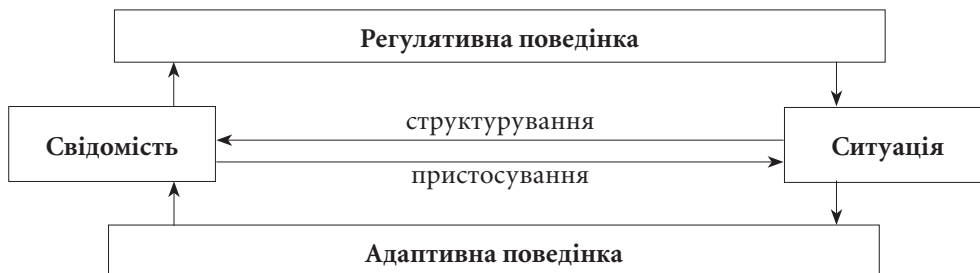 Регулятивна поведінка
структурування
Свідомість
Ситуація
пристосування
Адаптивна поведінка